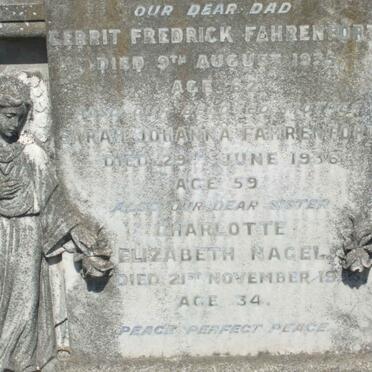 OUR DEAR DAD
GERRIT FREDRICK FAHRENFORT
DIED 9TH AUGUST
AGE
JOHANNA FAHRENFORT
DIED 29TH JUNE 1936
AGE 59
ALSO OUR DEAR SISTER
CHARLOTTE
ELIZABETH NAGEL
DIED 21ST NOVEMBER
AGE 34.
PEACE PERFECT PEACE